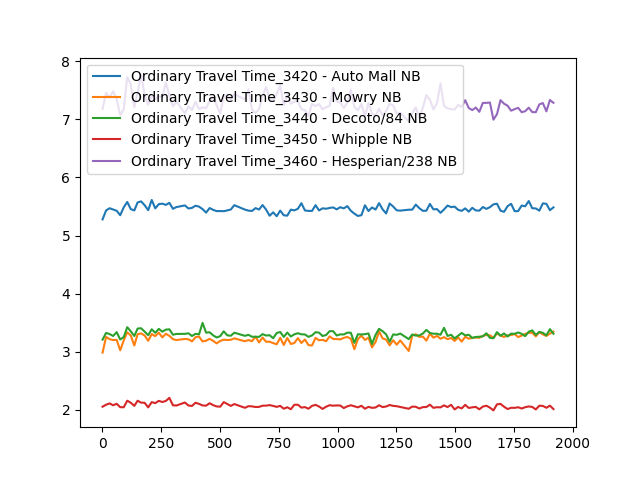 8
7
6
5
4
3
2
Ordinary Travel Time_3420 - Auto Mall NB
Ordinary Travel Time_3430 - Mowry NB
Ordinary Travel Time_3440 - Decoto/84 NB
Ordinary Travel Time_3450 - Whipple NB
Ordinary Travel Time_3460 - Hesperian/238 NB
0 250 500 750 1000 1250 1500 1750 2000